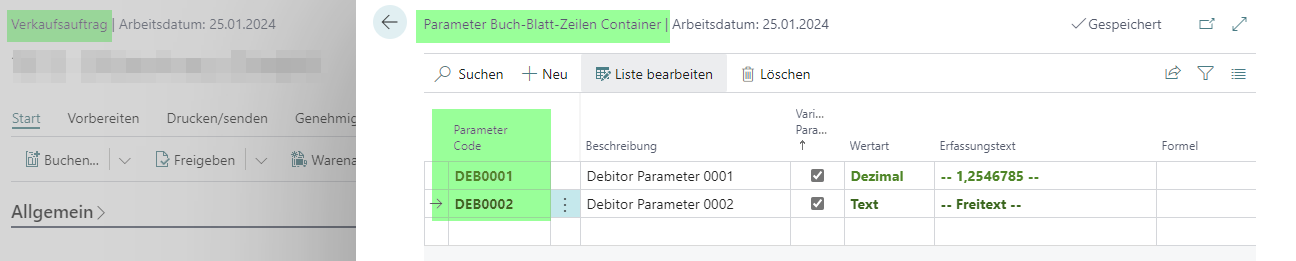 Verkaufsauftrag | Arbeitsdatum: 25.01.2024
Start Vorbereiten Drucken/senden Genehmig
Buchen... Freigeben Warena
Allgemein
Parameter Buch-Blatt-Zeilen Container | Arbeitsdatum: 25.01.2024
Gespeichert
Suchen Neu Liste bearbeiten Löschen
Parameter Code Beschreibung Vari... Para... ↑ Wertart Erfassungstext Formel
DEB0001 Debitor Parameter 0001 Dezimal -- 1,2546785 --
→ DEB0002 Debitor Parameter 0002 Text -- Freitext --